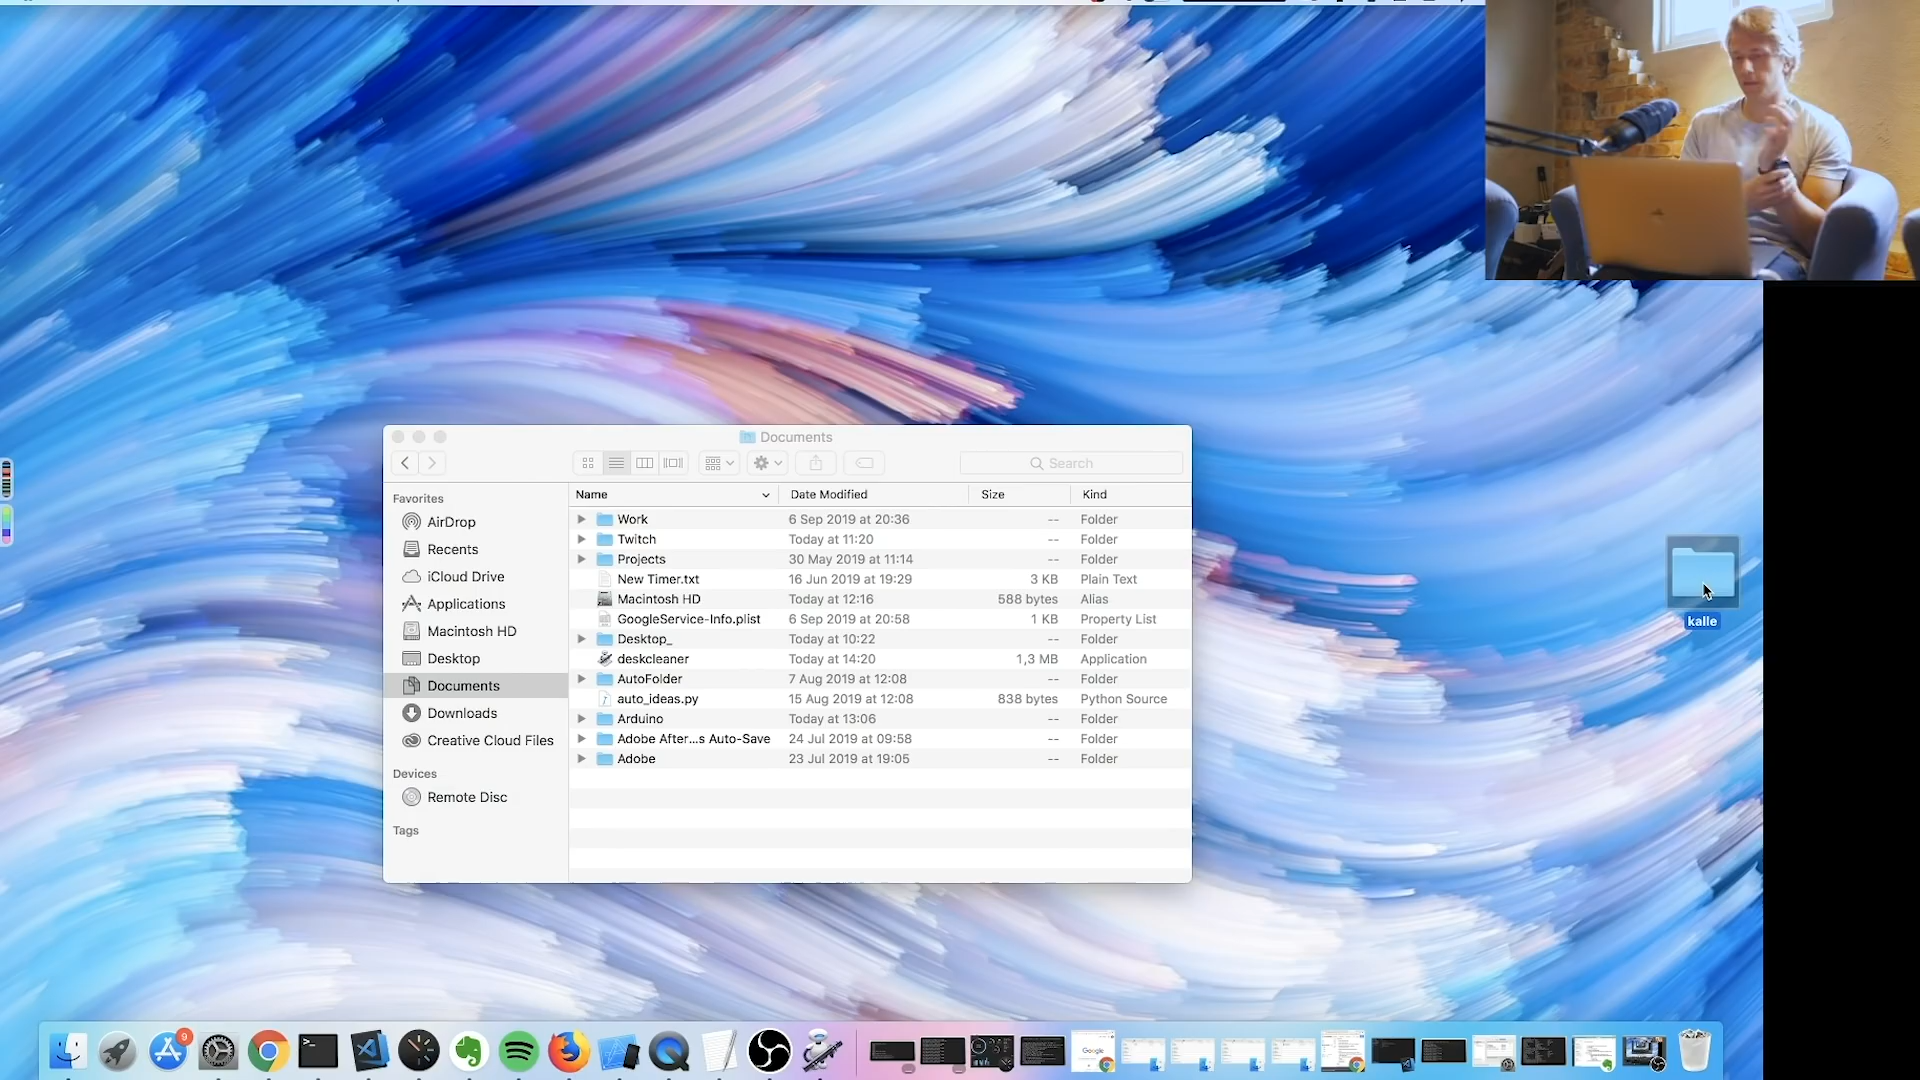 Documents
Search
Favorites
AirDrop
Recents
iCloud Drive
Applications
Macintosh HD
Desktop
Documents
Downloads
Creative Cloud Files
Devices
Remote Disc
Tags
Name Date Modified Size Kind
Work 6 Sep 2019 at 20:36 -- Folder
Twitch Today at 11:20 -- Folder
Projects 30 May 2019 at 11:14 -- Folder
New Timer.txt 16 Jun 2019 at 19:29 3 KB Plain Text
Macintosh HD Today at 12:16 588 bytes Alias
GoogleService-Info.plist 6 Sep 2019 at 20:58 1 KB Property List
Desktop_ Today at 10:22 -- Folder
deskcleaner Today at 14:20 1,3 MB Application
AutoFolder 7 Aug 2019 at 12:08 -- Folder
auto_ideas.py 15 Aug 2019 at 12:08 838 bytes Python Source
Arduino Today at 13:06 -- Folder
Adobe After...s Auto-Save 24 Jul 2019 at 09:58 -- Folder
Adobe 23 Jul 2019 at 19:05 -- Folder
kalle
9
Google